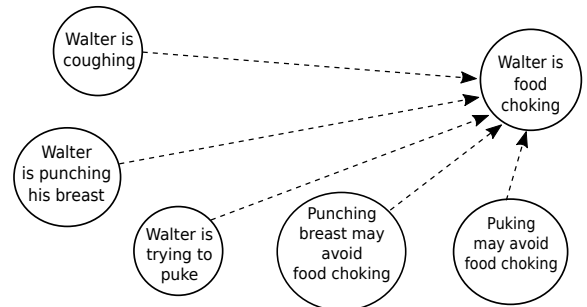 Walter is
coughing
Walter is
food
choking
Walter
is punching
his breast
Walter is
trying to
puke
Punching
breast may
avoid
food choking
Puking
may avoid
food choking